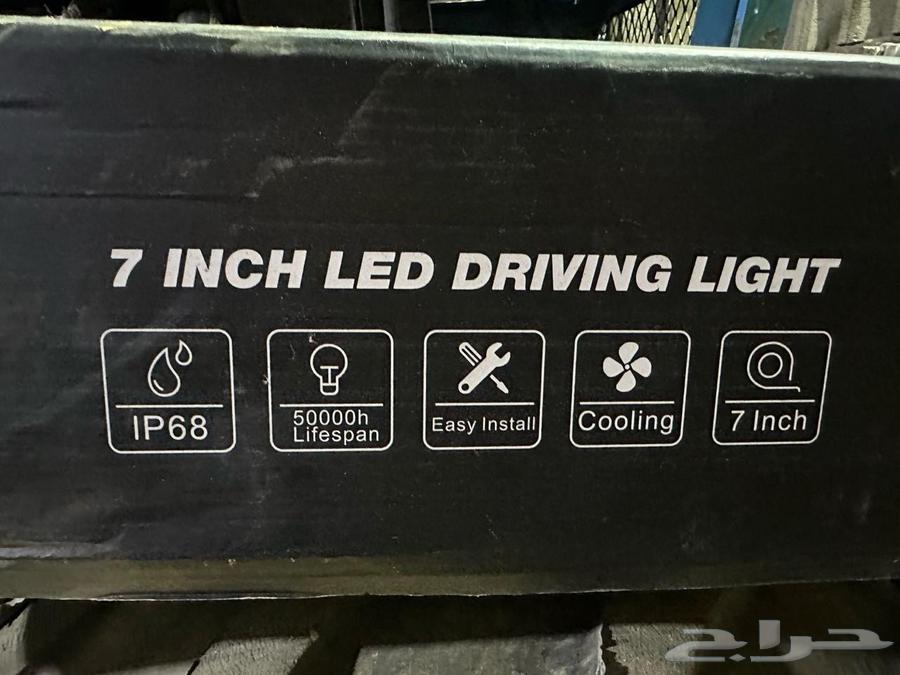 7 INCH LED DRIVING LIGHT
IP68
50000h
Lifespan
Easy Install
Cooling
7 Inch
حراج